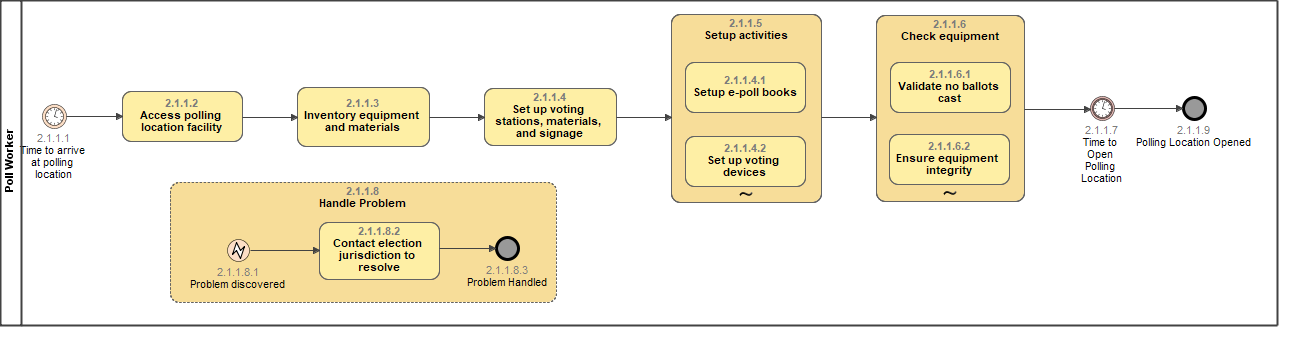 Poll Worker
2.1.1.1
Time to arrive
at polling
location
2.1.1.2
Access polling
location facility
2.1.1.3
Inventory equipment
and materials
2.1.1.4
Set up voting
stations, materials,
and signage
2.1.1.5
Setup activities
2.1.1.4.1
Setup e-poll books
2.1.1.4.2
Set up voting
devices
~
2.1.1.6
Check equipment
2.1.1.6.1
Validate no ballots
cast
2.1.1.6.2
Ensure equipment
integrity
~
2.1.1.7
Time to
Open
Polling
Location
2.1.1.9
Polling Location Opened
2.1.1.8
Handle Problem
2.1.1.8.1
Problem discovered
2.1.1.8.2
Contact election
jurisdiction to
resolve
2.1.1.8.3
Problem Handled